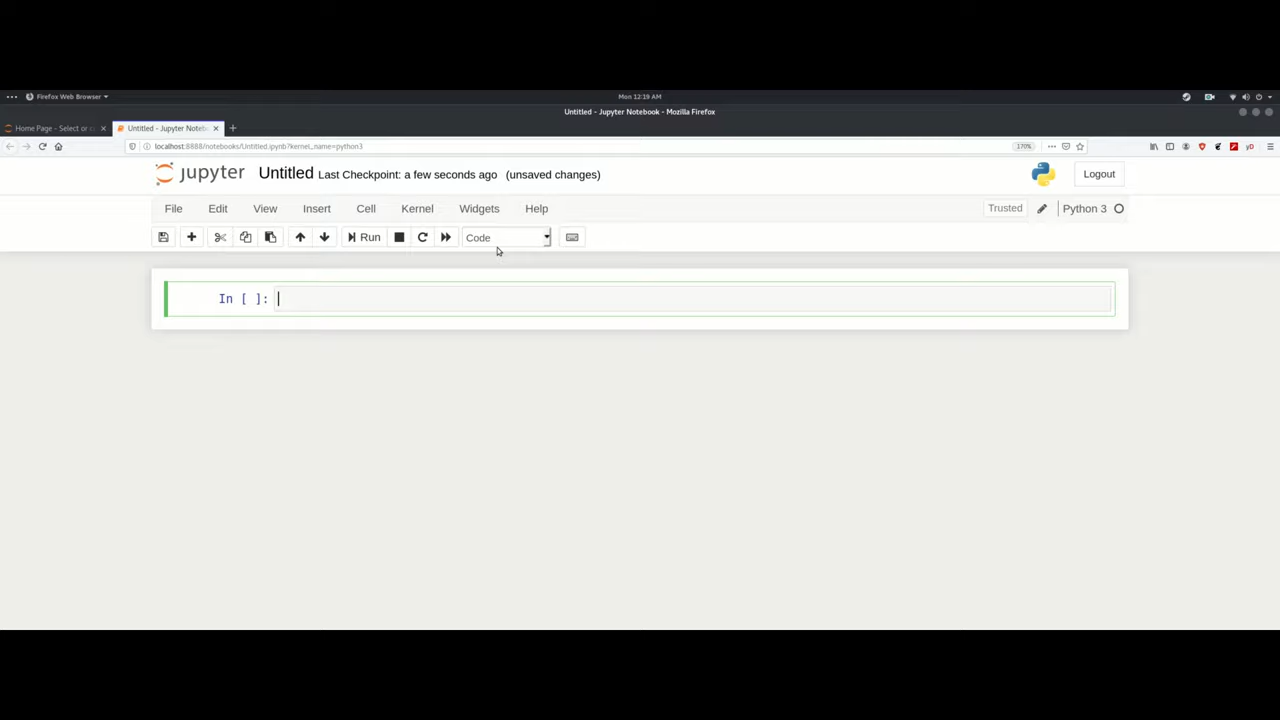 Firefox Web Browser
Mon 12:19 AM
Untitled - Jupyter Notebook - Mozilla Firefox
Home Page - Select or c
Untitled - Jupyter Noteb
localhost:8888/notebooks/Untitled.ipynb?kernel_name=python3
170%
jupyter Untitled Last Checkpoint: a few seconds ago (unsaved changes)
Logout
File Edit View Insert Cell Kernel Widgets Help
Trusted
Python 3
Run
Code
In [ ]: